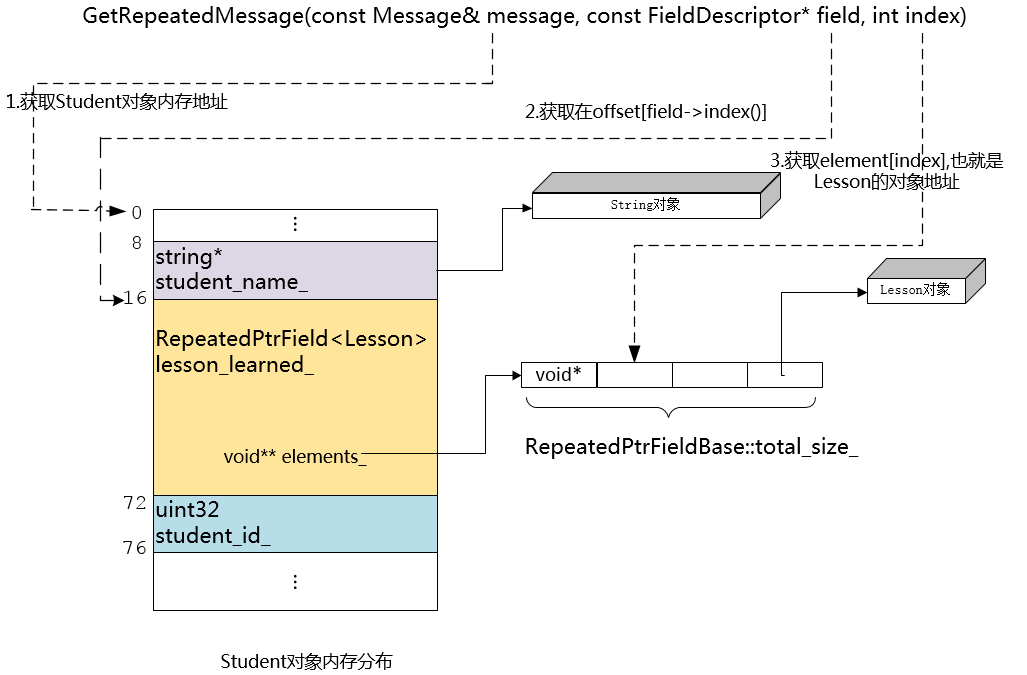 GetRepeatedMessage(const Message& message, const FieldDescriptor* field, int index)
1.获取Student对象内存地址
2.获取在offset[field->index()]
3.获取element[index],也就是
Lesson的对象地址
String对象
0
⋮
8
string*
student_name_
16
Lesson对象
RepeatedPtrField<Lesson>
lesson_learned_
void*
void** elements_
RepeatedPtrFieldBase::total_size_
72
uint32
student_id_
76
⋮
Student对象内存分布